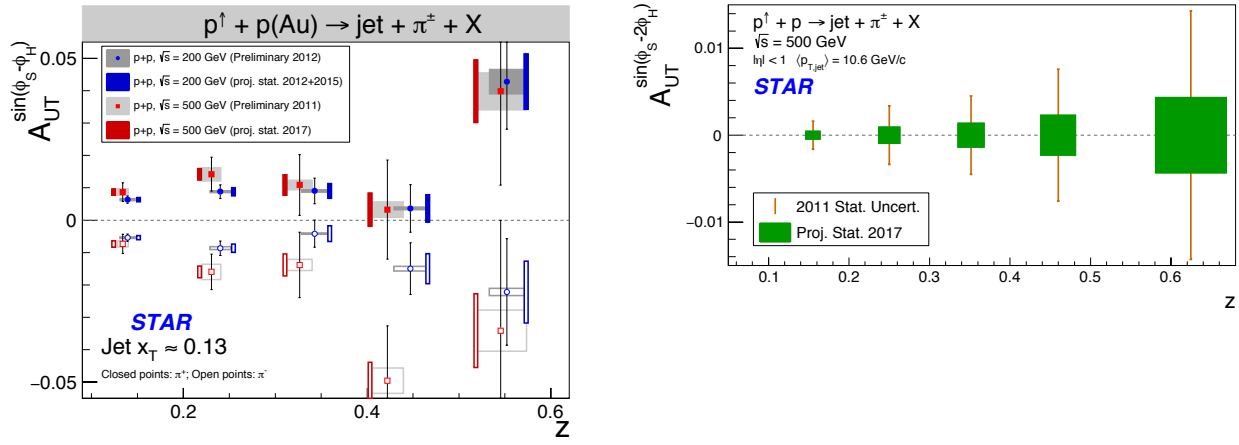 p↑ + p(Au) → jet + π± + X
A_UT^sin(φ_S-φ_H)
0.05
0
−0.05
p+p, √s = 200 GeV (Preliminary 2012)
p+p, √s = 200 GeV (proj. stat. 2012+2015)
p+p, √s = 500 GeV (Preliminary 2011)
p+p, √s = 500 GeV (proj. stat. 2017)
STAR
Jet x_T ≈ 0.13
Closed points: π⁺; Open points: π⁻
0.2
0.4
0.6
z
A_UT^sin(φ_S-2φ_H)
0.01
0
-0.01
p↑ + p → jet + π± + X
√s = 500 GeV
|η| < 1 ⟨p_T,jet⟩ = 10.6 GeV/c
STAR
2011 Stat. Uncert.
Proj. Stat. 2017
0.1
0.2
0.3
0.4
0.5
0.6
z